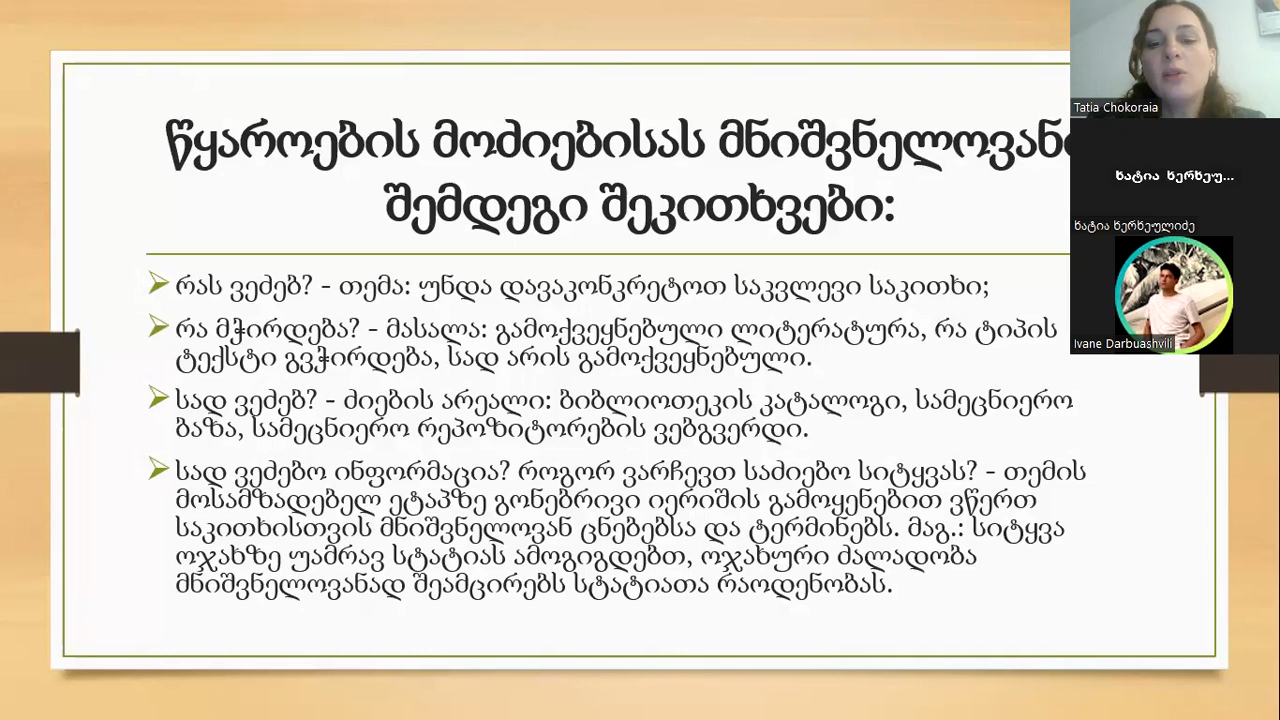 წყაროების მოძიებისას მნიშვნელოვანი
შემდეგი შეკითხვები:
რას ვეძებ? - თემა: უნდა დავაკონკრეტოთ საკვლევი საკითხი;
რა მჭირდება? - მასალა: გამოქვეყნებული ლიტერატურა, რა ტიპის
ტექსტი გვჭირდება, სად არის გამოქვეყნებული.
სად ვეძებ? - ძიების არეალი: ბიბლიოთეკის კატალოგი, სამეცნიერო
ბაზა, სამეცნიერო რეპოზიტორების ვებგვერდი.
სად ვეძებო ინფორმაცია? როგორ ვარჩევთ საძიებო სიტყვას? - თემის
მოსამზადებელ ეტაპზე გონებრივი იერიშის გამოყენებით ვწერთ
საკითხისთვის მნიშვნელოვან ცნებებსა და ტერმინებს. მაგ.: სიტყვა
ოჯახზე უამრავ სტატიას ამოგიგდებთ, ოჯახური ძალადობა
მნიშვნელოვანად შეამცირებს სტატიათა რაოდენობას.
Tatia Chokoraia
ხატია ხერხეუ...
ხატია ხერხეულიძე
Ivane Darbuashvili